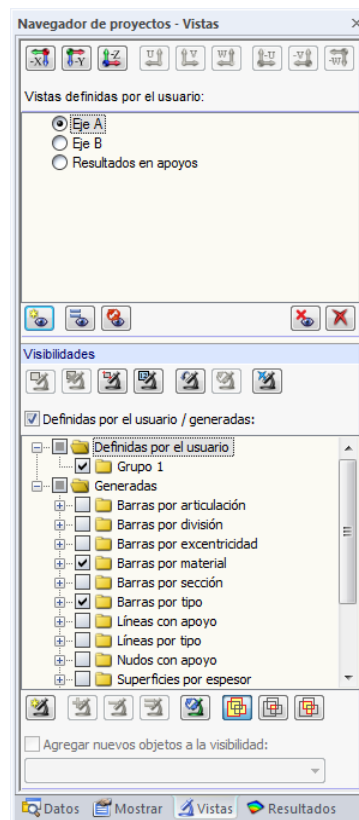 Navegador de proyectos - Vistas
-X -Y -Z U V W -U -V -W
Vistas definidas por el usuario:
Eje A
Eje B
Resultados en apoyos
Visibilidades
Definidas por el usuario / generadas:
Definidas por el usuario
Grupo 1
Generadas
Barras por articulación
Barras por división
Barras por excentricidad
Barras por material
Barras por sección
Barras por tipo
Líneas con apoyo
Líneas por tipo
Nudos con apoyo
Superficies por espesor
Agregar nuevos objetos a la visibilidad:
Datos Mostrar Vistas Resultados